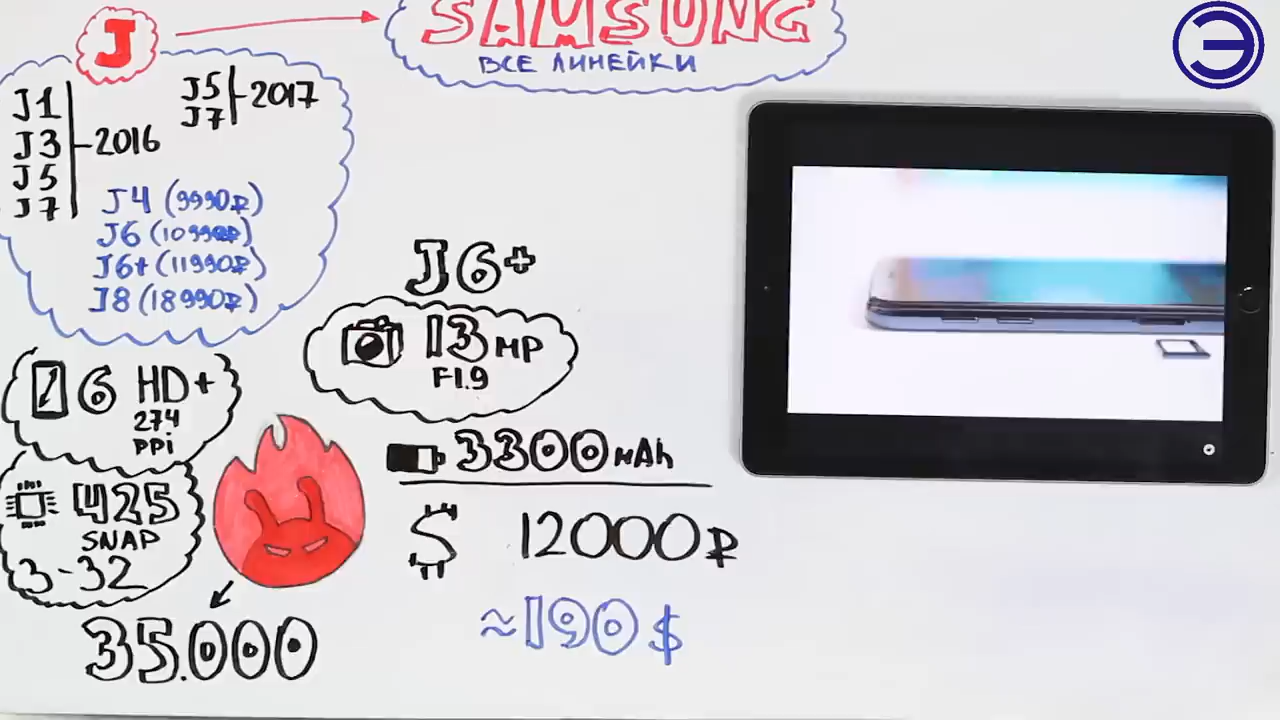 J
SAMSUNG
ВСЕ ЛИНЕЙКИ
Э
J1
J3
J5
J7
2016
J5
J7
2017
J4 (9990₽)
J6 (10990₽)
J6+ (11990₽)
J8 (18990₽)
J6+
13 MP
F1.9
6 HD+
274
ppi
3300 mAh
425
SNAP
3-32
$ 12000₽
35.000
≈190$